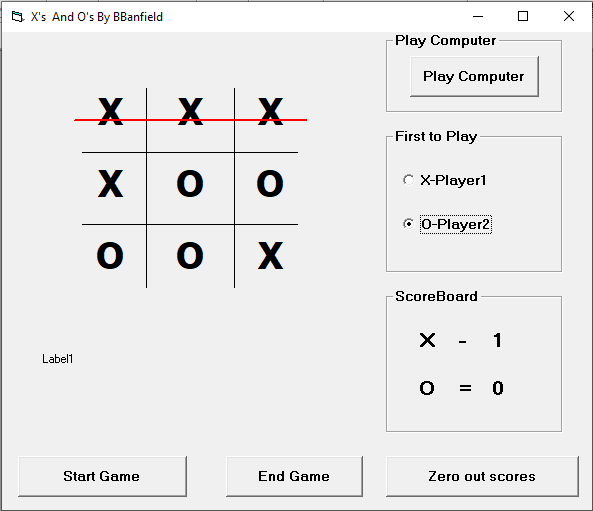 X's And O's By BBanfield
Play Computer
Play Computer
X X X
X O O
O O X
First to Play
X-Player1
O-Player2
ScoreBoard
X - 1
O = 0
Label1
Start Game
End Game
Zero out scores